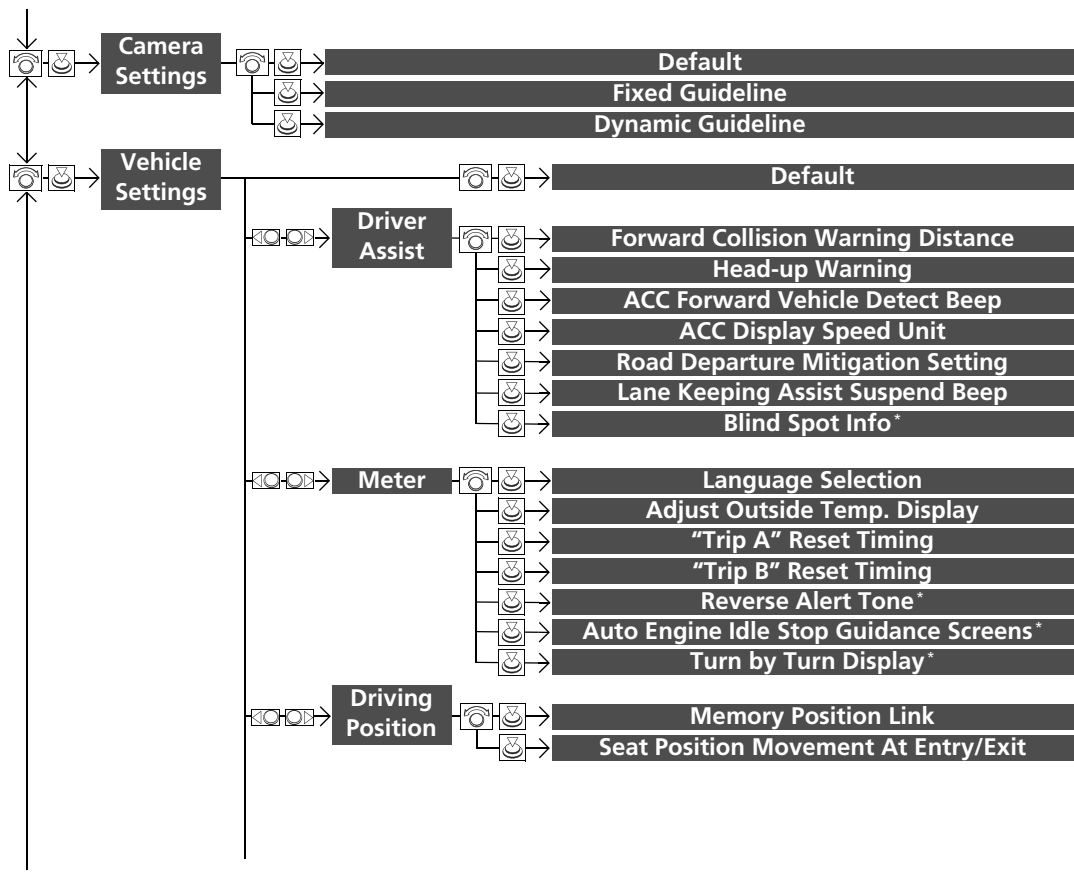 Camera
Settings
Default
Fixed Guideline
Dynamic Guideline
Vehicle
Settings
Default
Driver
Assist
Forward Collision Warning Distance
Head-up Warning
ACC Forward Vehicle Detect Beep
ACC Display Speed Unit
Road Departure Mitigation Setting
Lane Keeping Assist Suspend Beep
Blind Spot Info*
Meter
Language Selection
Adjust Outside Temp. Display
“Trip A” Reset Timing
“Trip B” Reset Timing
Reverse Alert Tone*
Auto Engine Idle Stop Guidance Screens*
Turn by Turn Display*
Driving
Position
Memory Position Link
Seat Position Movement At Entry/Exit